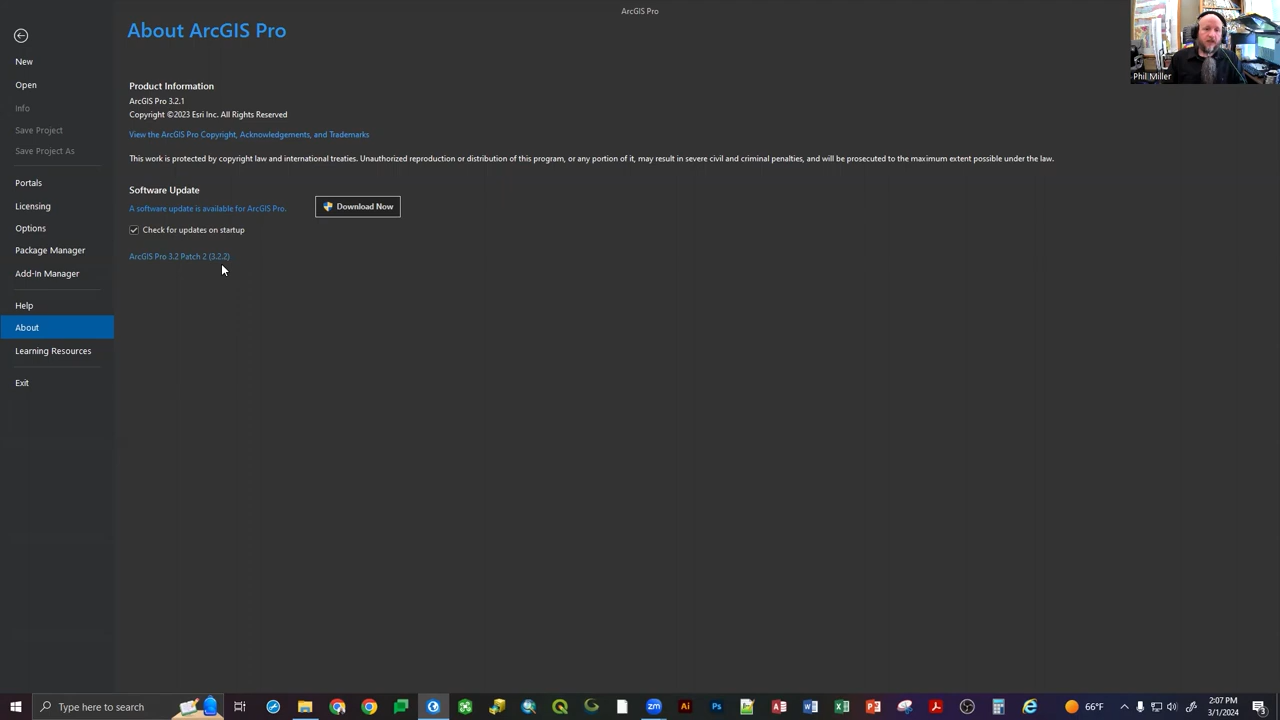 ArcGIS Pro
About ArcGIS Pro
Phil Miller
New
Open
Info
Save Project
Save Project As
Portals
Licensing
Options
Package Manager
Add-In Manager
Help
About
Learning Resources
Exit
Product Information
ArcGIS Pro 3.2.1
Copyright ©2023 Esri Inc. All Rights Reserved
View the ArcGIS Pro Copyright, Acknowledgements, and Trademarks
This work is protected by copyright law and international treaties. Unauthorized reproduction or distribution of this program, or any portion of it, may result in severe civil and criminal penalties, and will be prosecuted to the maximum extent possible under the law.
Software Update
A software update is available for ArcGIS Pro.
Download Now
Check for updates on startup
ArcGIS Pro 3.2 Patch 2 (3.2.2)
Type here to search
zm
Ai
Ps
66°F
2:07 PM
3/1/2024